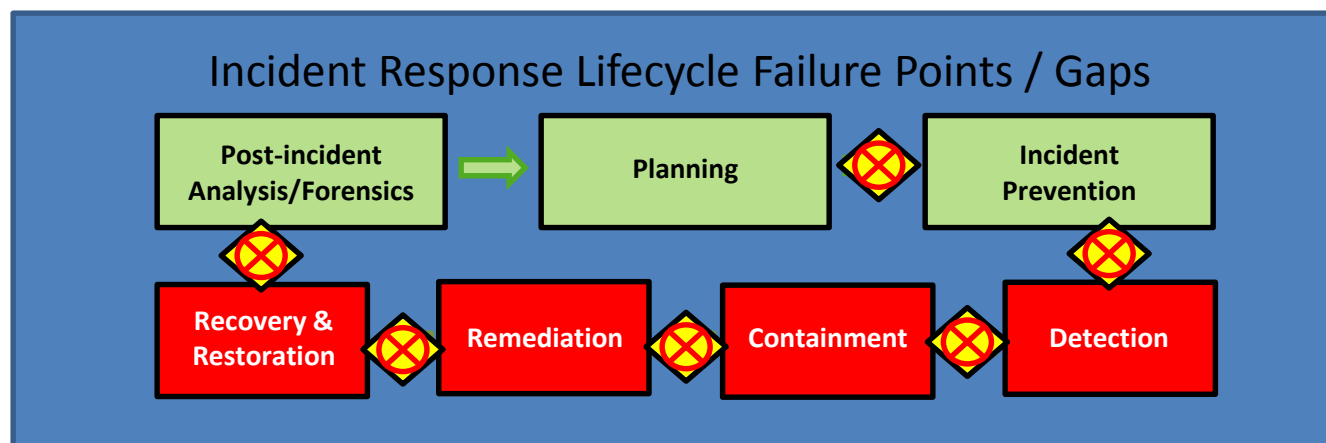 Incident Response Lifecycle Failure Points / Gaps
Post-incident
Analysis/Forensics
Planning
Incident
Prevention
Recovery &
Restoration
Remediation
Containment
Detection